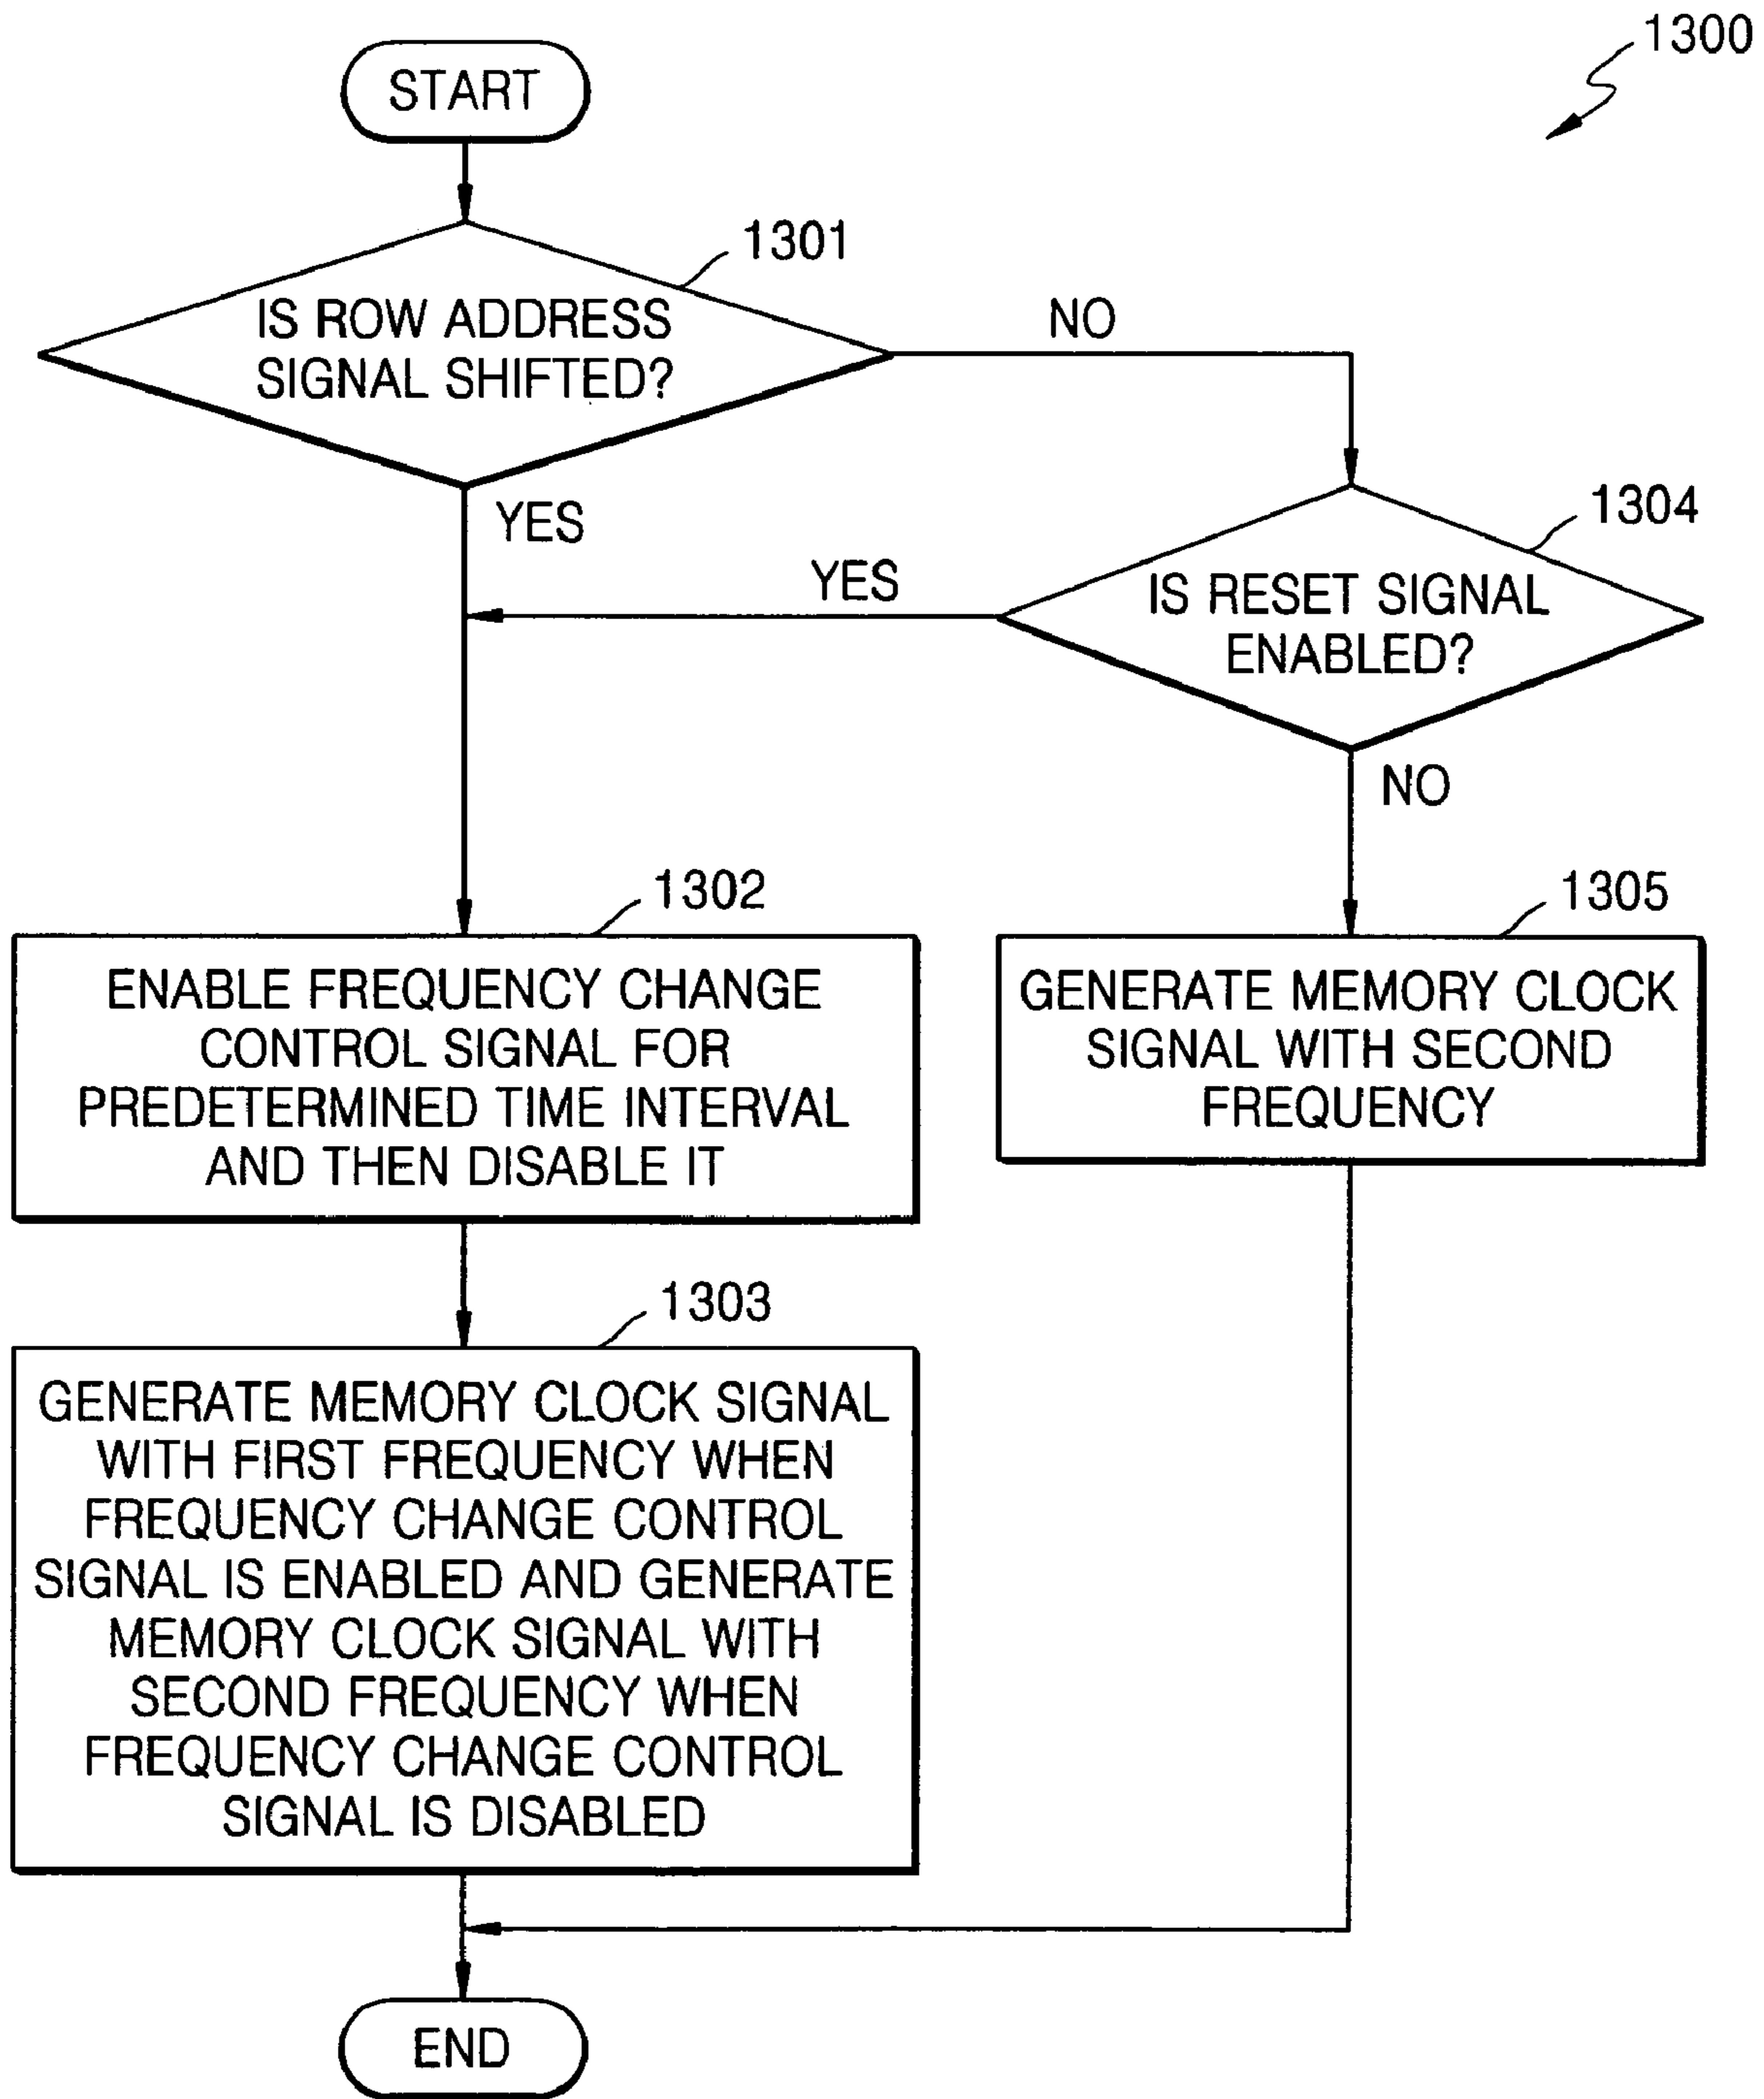 1300
START
1301
IS ROW ADDRESS
SIGNAL SHIFTED?
NO
YES
1304
YES
IS RESET SIGNAL
ENABLED?
NO
1302
ENABLE FREQUENCY CHANGE
CONTROL SIGNAL FOR
PREDETERMINED TIME INTERVAL
AND THEN DISABLE IT
1305
GENERATE MEMORY CLOCK
SIGNAL WITH SECOND
FREQUENCY
1303
GENERATE MEMORY CLOCK SIGNAL
WITH FIRST FREQUENCY WHEN
FREQUENCY CHANGE CONTROL
SIGNAL IS ENABLED AND GENERATE
MEMORY CLOCK SIGNAL WITH
SECOND FREQUENCY WHEN
FREQUENCY CHANGE CONTROL
SIGNAL IS DISABLED
END